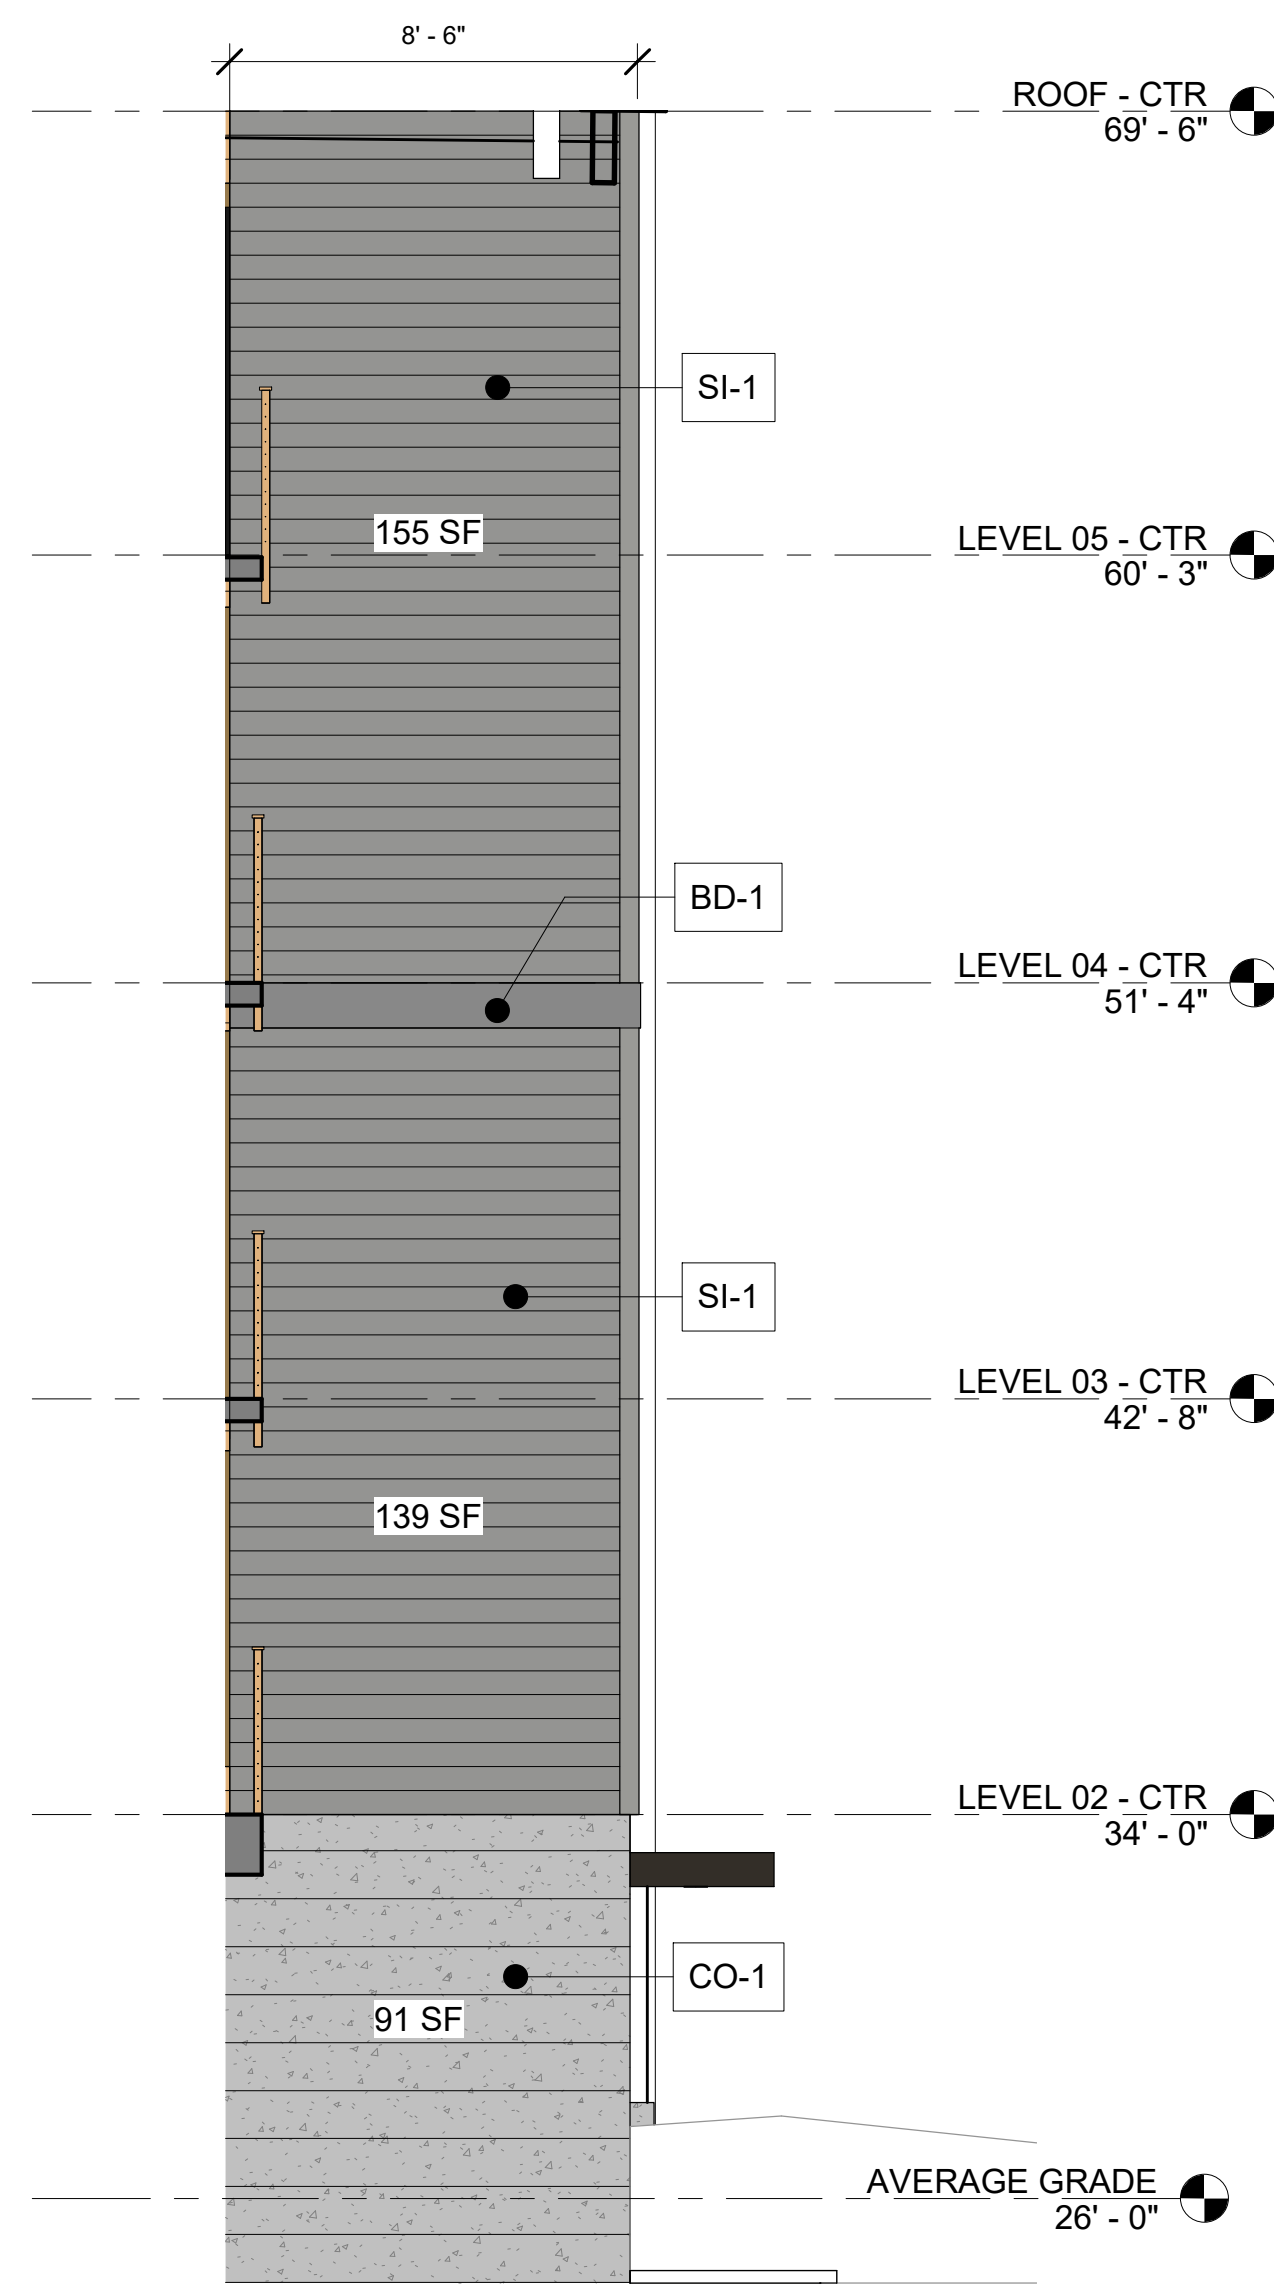 8' - 6"
ROOF - CTR
69' - 6"
SI-1
155 SF
LEVEL 05 - CTR
60' - 3"
BD-1
LEVEL 04 - CTR
51' - 4"
SI-1
LEVEL 03 - CTR
42' - 8"
139 SF
LEVEL 02 - CTR
34' - 0"
CO-1
91 SF
AVERAGE GRADE
26' - 0"